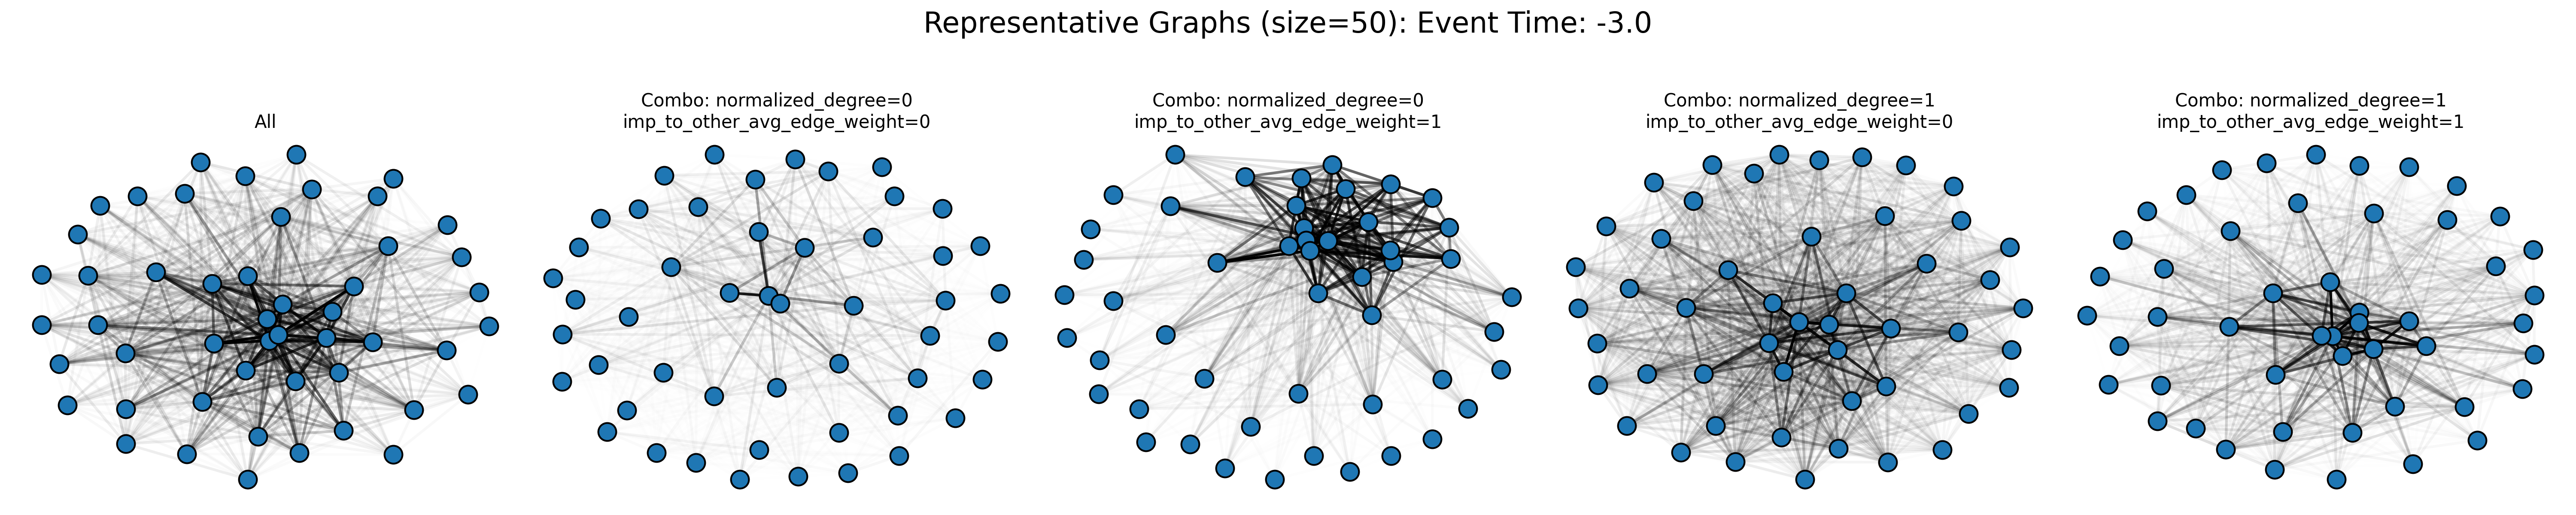 Representative Graphs (size=50): Event Time: -3.0
All
Combo: normalized_degree=0
imp_to_other_avg_edge_weight=0
Combo: normalized_degree=0
imp_to_other_avg_edge_weight=1
Combo: normalized_degree=1
imp_to_other_avg_edge_weight=0
Combo: normalized_degree=1
imp_to_other_avg_edge_weight=1